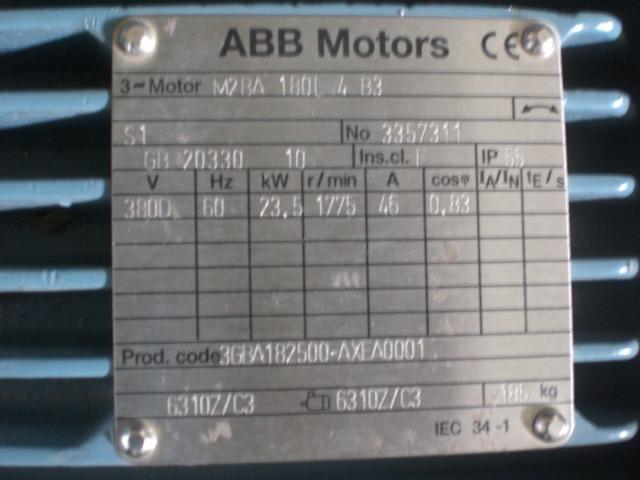 ABB Motors CE
3~Motor M2BA 180L 4 B3
S1 No 3357311
GB 20330 10 Ins.cl. F IP 55
V Hz kW r/min A cosφ IA/IN tE/s
380D 60 23,5 1775 46 0,83
Prod. code 3GBA182500-AXFA0001
6310Z/C3 6310Z/C3 185 kg
IEC 34-1